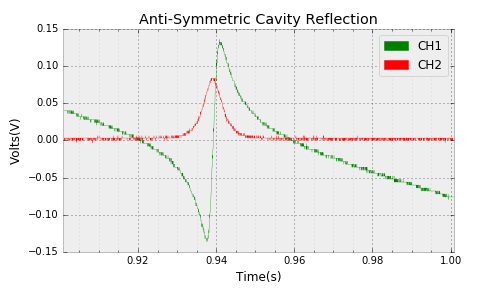 Anti-Symmetric Cavity Reflection
0.15
0.10
0.05
0.00
−0.05
−0.10
−0.15
Volts(V)
CH1
CH2
0.92 0.94 0.96 0.98 1.00
Time(s)